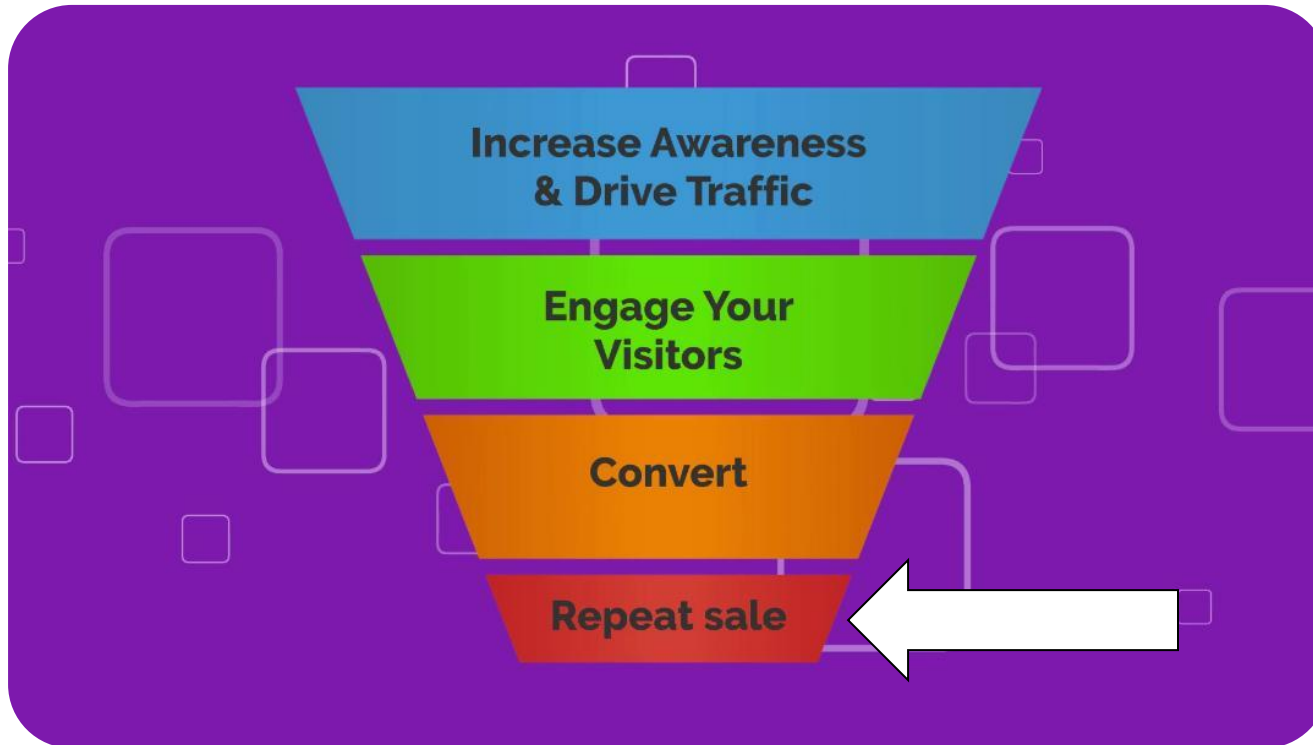 Increase Awareness
& Drive Traffic
Engage Your
Visitors
Convert
Repeat sale